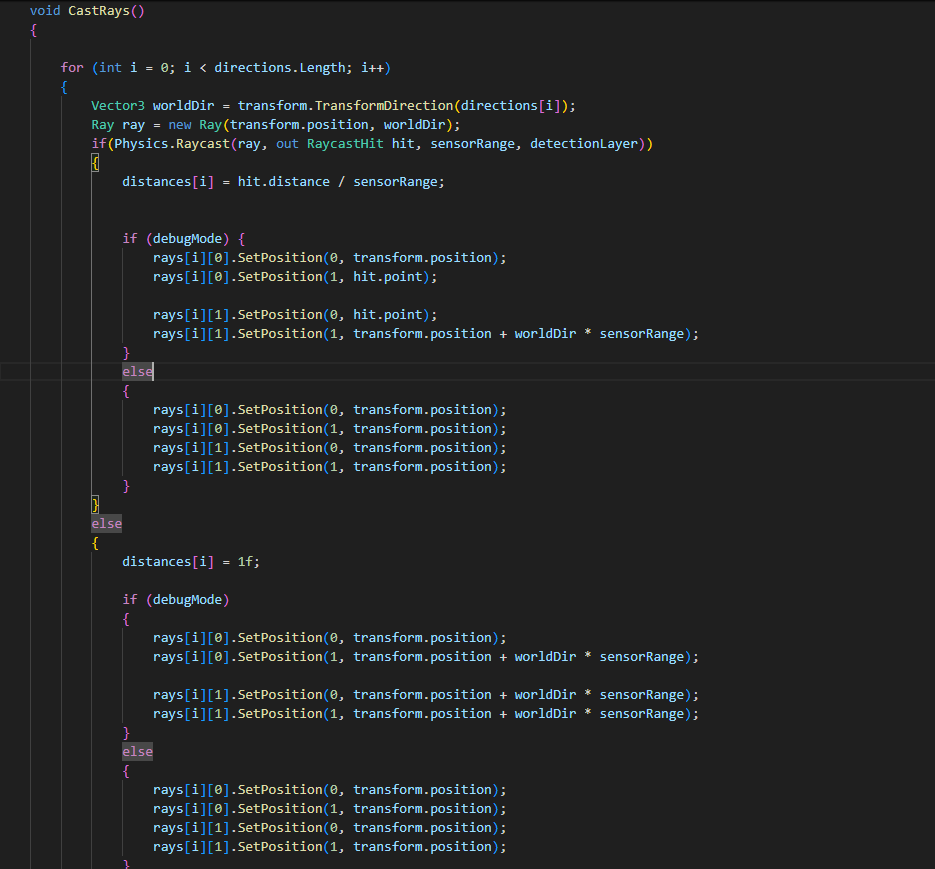 void CastRays()
{
for (int i = 0; i < directions.Length; i++)
{
Vector3 worldDir = transform.TransformDirection(directions[i]);
Ray ray = new Ray(transform.position, worldDir);
if(Physics.Raycast(ray, out RaycastHit hit, sensorRange, detectionLayer))
{
distances[i] = hit.distance / sensorRange;
if (debugMode) {
rays[i][0].SetPosition(0, transform.position);
rays[i][0].SetPosition(1, hit.point);
rays[i][1].SetPosition(0, hit.point);
rays[i][1].SetPosition(1, transform.position + worldDir * sensorRange);
}
else
{
rays[i][0].SetPosition(0, transform.position);
rays[i][0].SetPosition(1, transform.position);
rays[i][1].SetPosition(0, transform.position);
rays[i][1].SetPosition(1, transform.position);
}
}
else
{
distances[i] = 1f;
if (debugMode)
{
rays[i][0].SetPosition(0, transform.position);
rays[i][0].SetPosition(1, transform.position + worldDir * sensorRange);
rays[i][1].SetPosition(0, transform.position + worldDir * sensorRange);
rays[i][1].SetPosition(1, transform.position + worldDir * sensorRange);
}
else
{
rays[i][0].SetPosition(0, transform.position);
rays[i][0].SetPosition(1, transform.position);
rays[i][1].SetPosition(0, transform.position);
rays[i][1].SetPosition(1, transform.position);
}